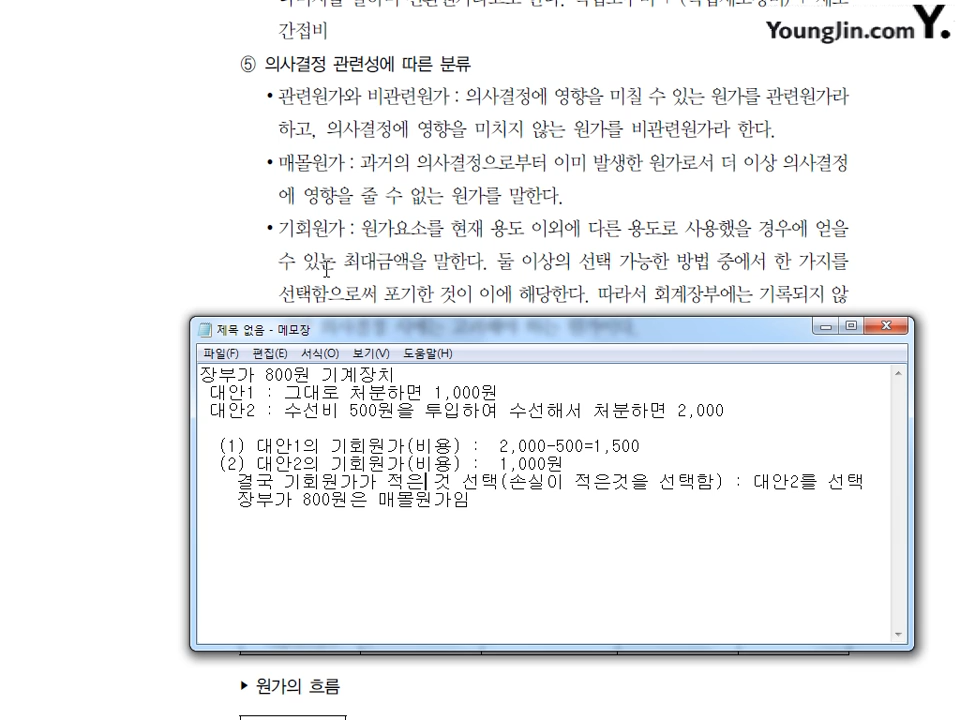 간접비
YoungJin.com Y.
⑤ 의사결정 관련성에 따른 분류
• 관련원가와 비관련원가 : 의사결정에 영향을 미칠 수 있는 원가를 관련원가라
하고, 의사결정에 영향을 미치지 않는 원가를 비관련원가라 한다.
• 매몰원가 : 과거의 의사결정으로부터 이미 발생한 원가로서 더 이상 의사결정
에 영향을 줄 수 없는 원가를 말한다.
• 기회원가 : 원가요소를 현재 용도 이외에 다른 용도로 사용했을 경우에 얻을
수 있는 최대금액을 말한다. 둘 이상의 선택 가능한 방법 중에서 한 가지를
선택함으로써 포기한 것이 이에 해당한다. 따라서 회계장부에는 기록되지 않
제목 없음 - 메모장
파일(F) 편집(E) 서식(O) 보기(V) 도움말(H)
장부가 800원 기계장치
대안1 : 그대로 처분하면 1,000원
대안2 : 수선비 500원을 투입하여 수선해서 처분하면 2,000
(1) 대안1의 기회원가(비용) : 2,000-500=1,500
(2) 대안2의 기회원가(비용) : 1,000원
결국 기회원가가 적은 것 선택(손실이 적은것을 선택함) : 대안2를 선택
장부가 800원은 매몰원가임
▶ 원가의 흐름